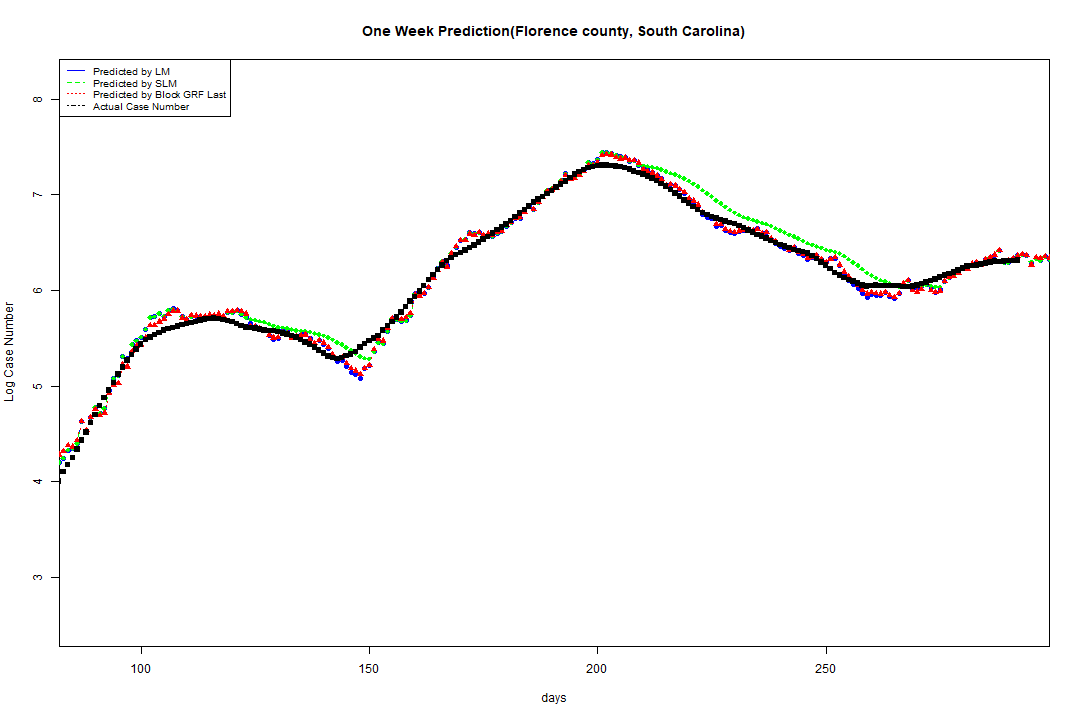 One Week Prediction(Florence county, South Carolina)
Predicted by LM
Predicted by SLM
Predicted by Block GRF Last
Actual Case Number
8
7
6
5
4
3
Log Case Number
100 150 200 250
days